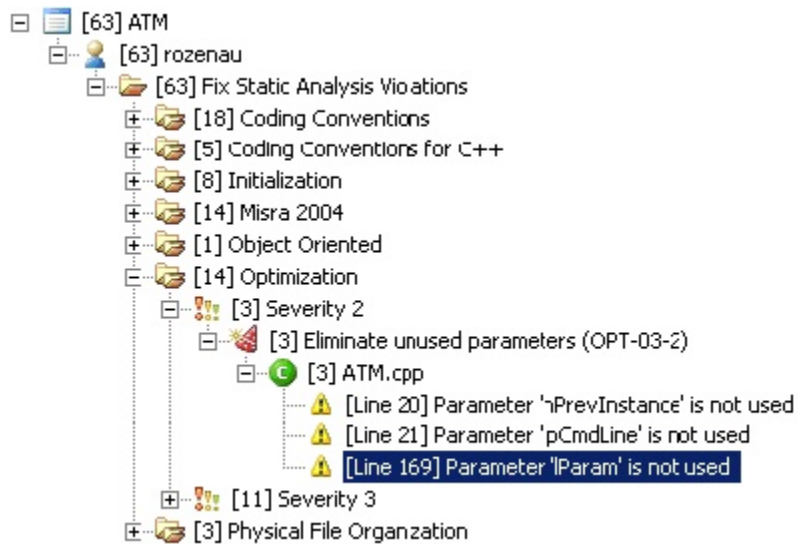 [63] ATM
[63] rozenau
[63] Fix Static Analysis Vioations
[18] Coding Conventions
[5] Coding Conventions for C++
[8] Initialization
[14] Misra 2004
[1] Object Oriented
[14] Optimization
[3] Severity 2
[3] Eliminate unused parameters (OPT-03-2)
C [3] ATM.cpp
[Line 20] Parameter 'hPrevInstance' is not used
[Line 21] Parameter 'pCmdLine' is not used
[Line 169] Parameter 'lParam' is not used
[11] Severity 3
[3] Physical File Organzation